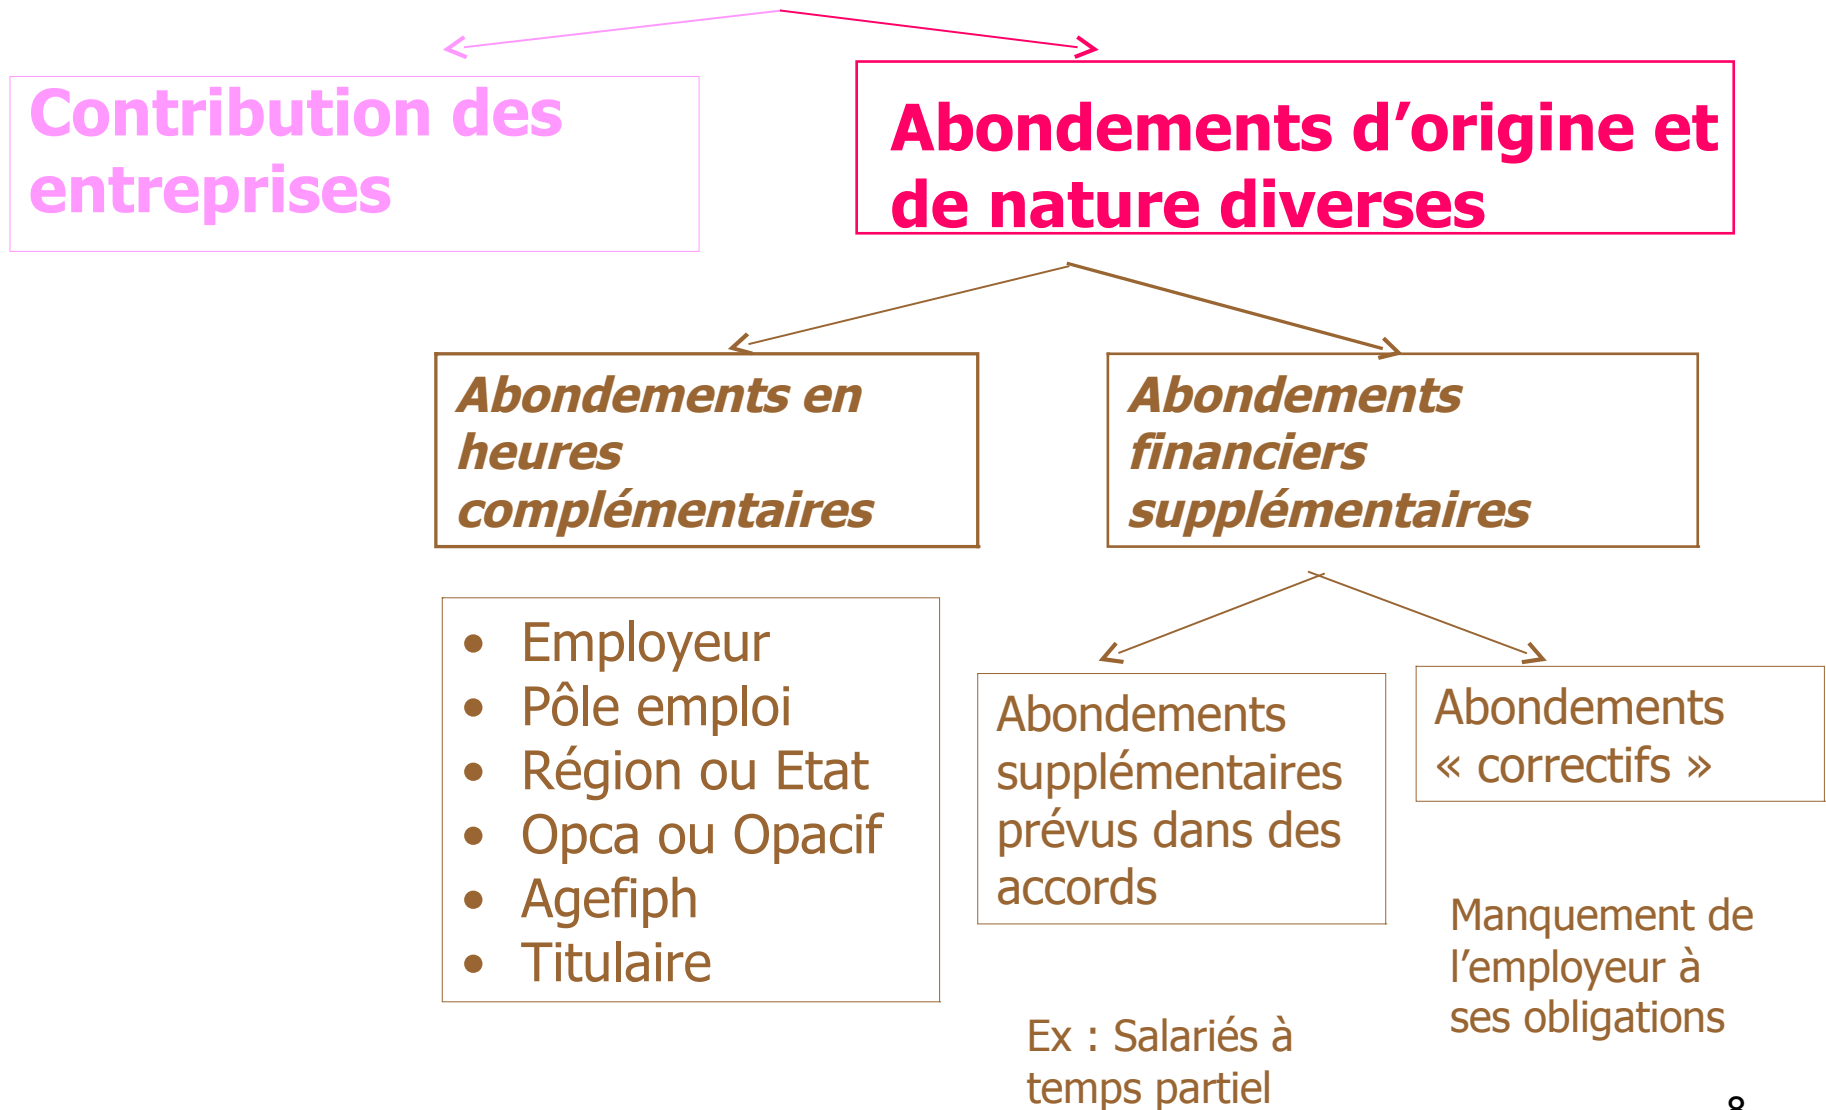 Contribution des
entreprises
Abondements d’origine et
de nature diverses
Abondements en
heures
complémentaires
Abondements
financiers
supplémentaires
• Employeur
• Pôle emploi
• Région ou Etat
• Opca ou Opacif
• Agefiph
• Titulaire
Abondements
supplémentaires
prévus dans des
accords
Ex : Salariés à
temps partiel
Abondements
« correctifs »
Manquement de
l’employeur à
ses obligations
8